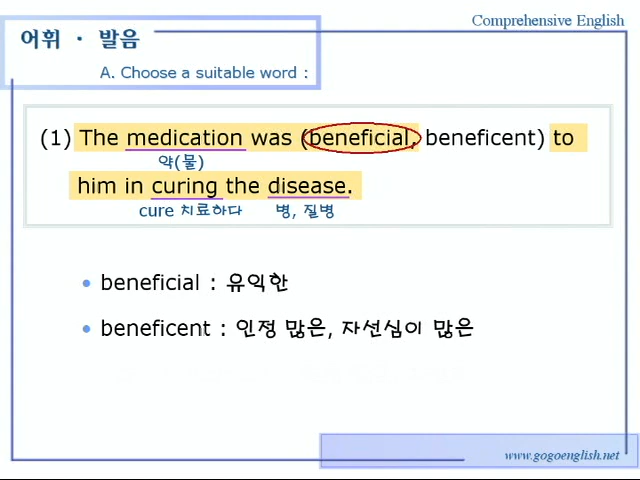 Comprehensive English
어휘 · 발음
A. Choose a suitable word :
(1) The medication was (beneficial, beneficent) to
약(물)
him in curing the disease.
cure 치료하다 병, 질병
• beneficial : 유익한
• beneficent : 인정 많은, 자선심이 많은
www.gogoenglish.net